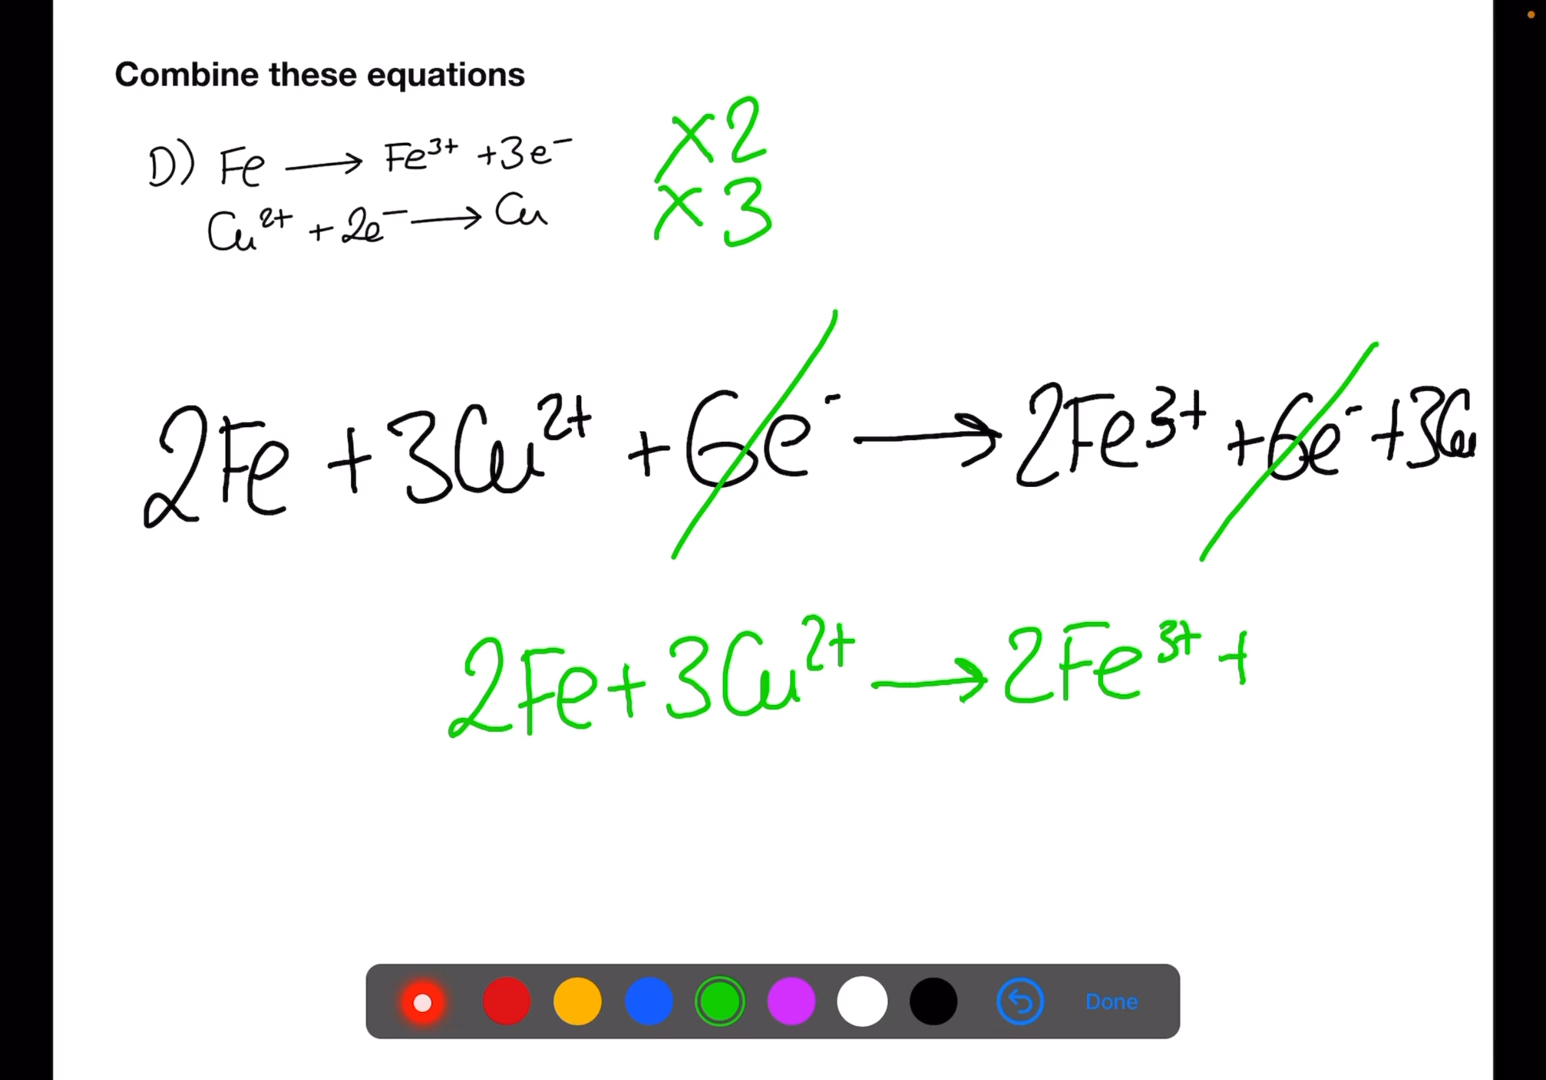 Combine these equations
D) Fe ⟶ Fe³⁺ +3e⁻ ×2
Cu²⁺ + 2e⁻ ⟶ Cu ×3
2Fe + 3Cu²⁺ + 6e⁻ ⟶ 2Fe³⁺ + 6e⁻ + 3Cu
2Fe + 3Cu²⁺ ⟶ 2Fe³⁺ +
Done